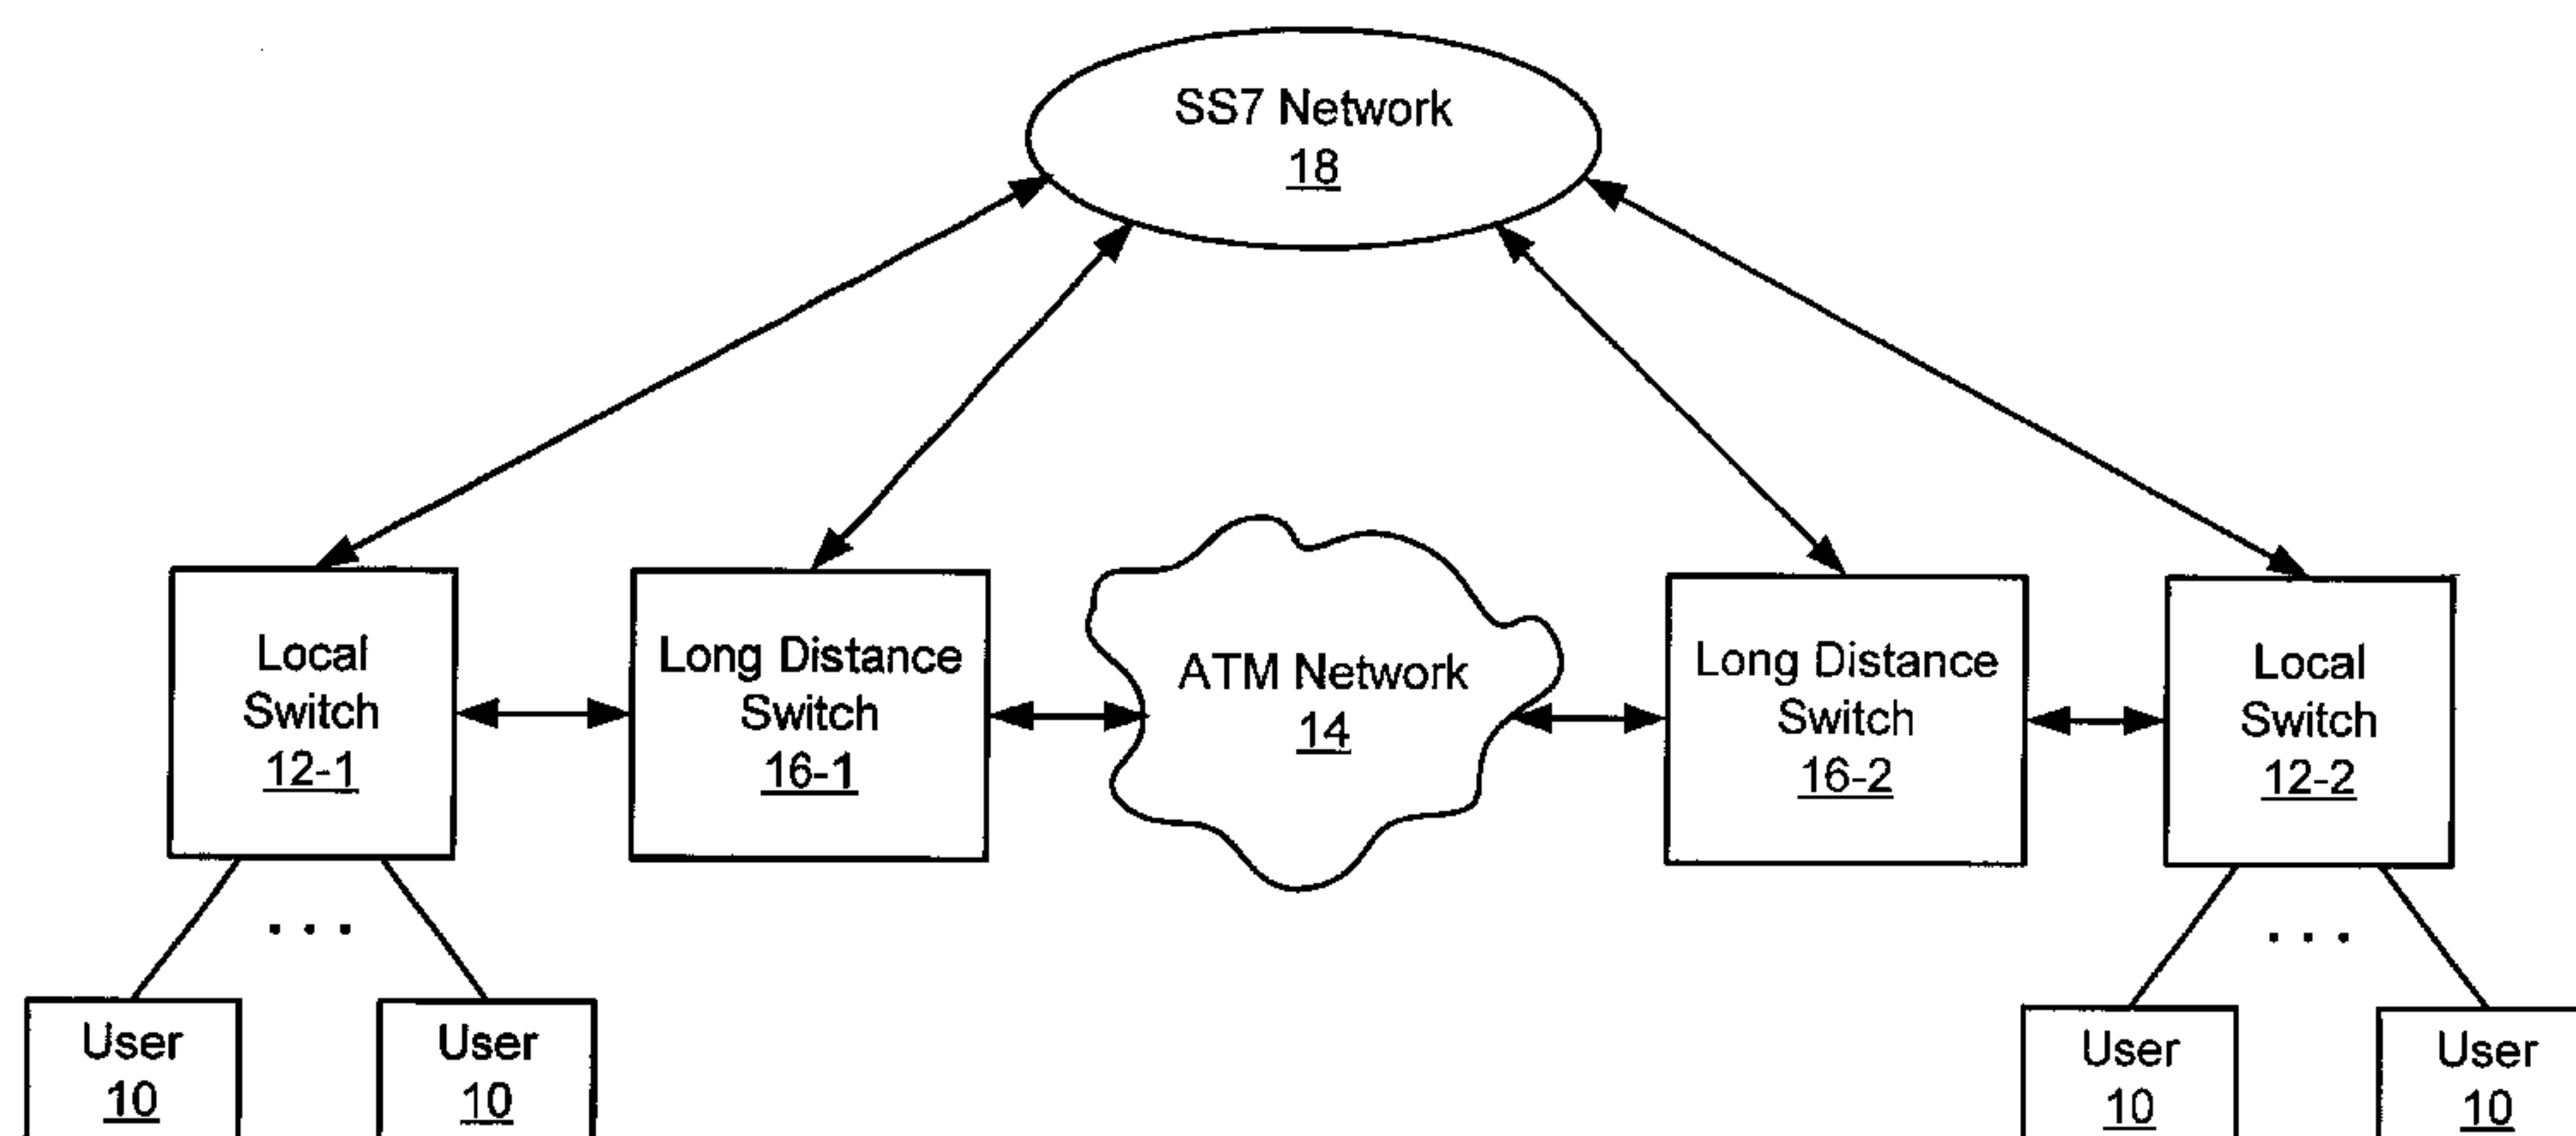 SS7 Network
18
Local
Switch
12-1
Long Distance
Switch
16-1
ATM Network
14
Long Distance
Switch
16-2
Local
Switch
12-2
. . .
. . .
User
10
User
10
User
10
User
10